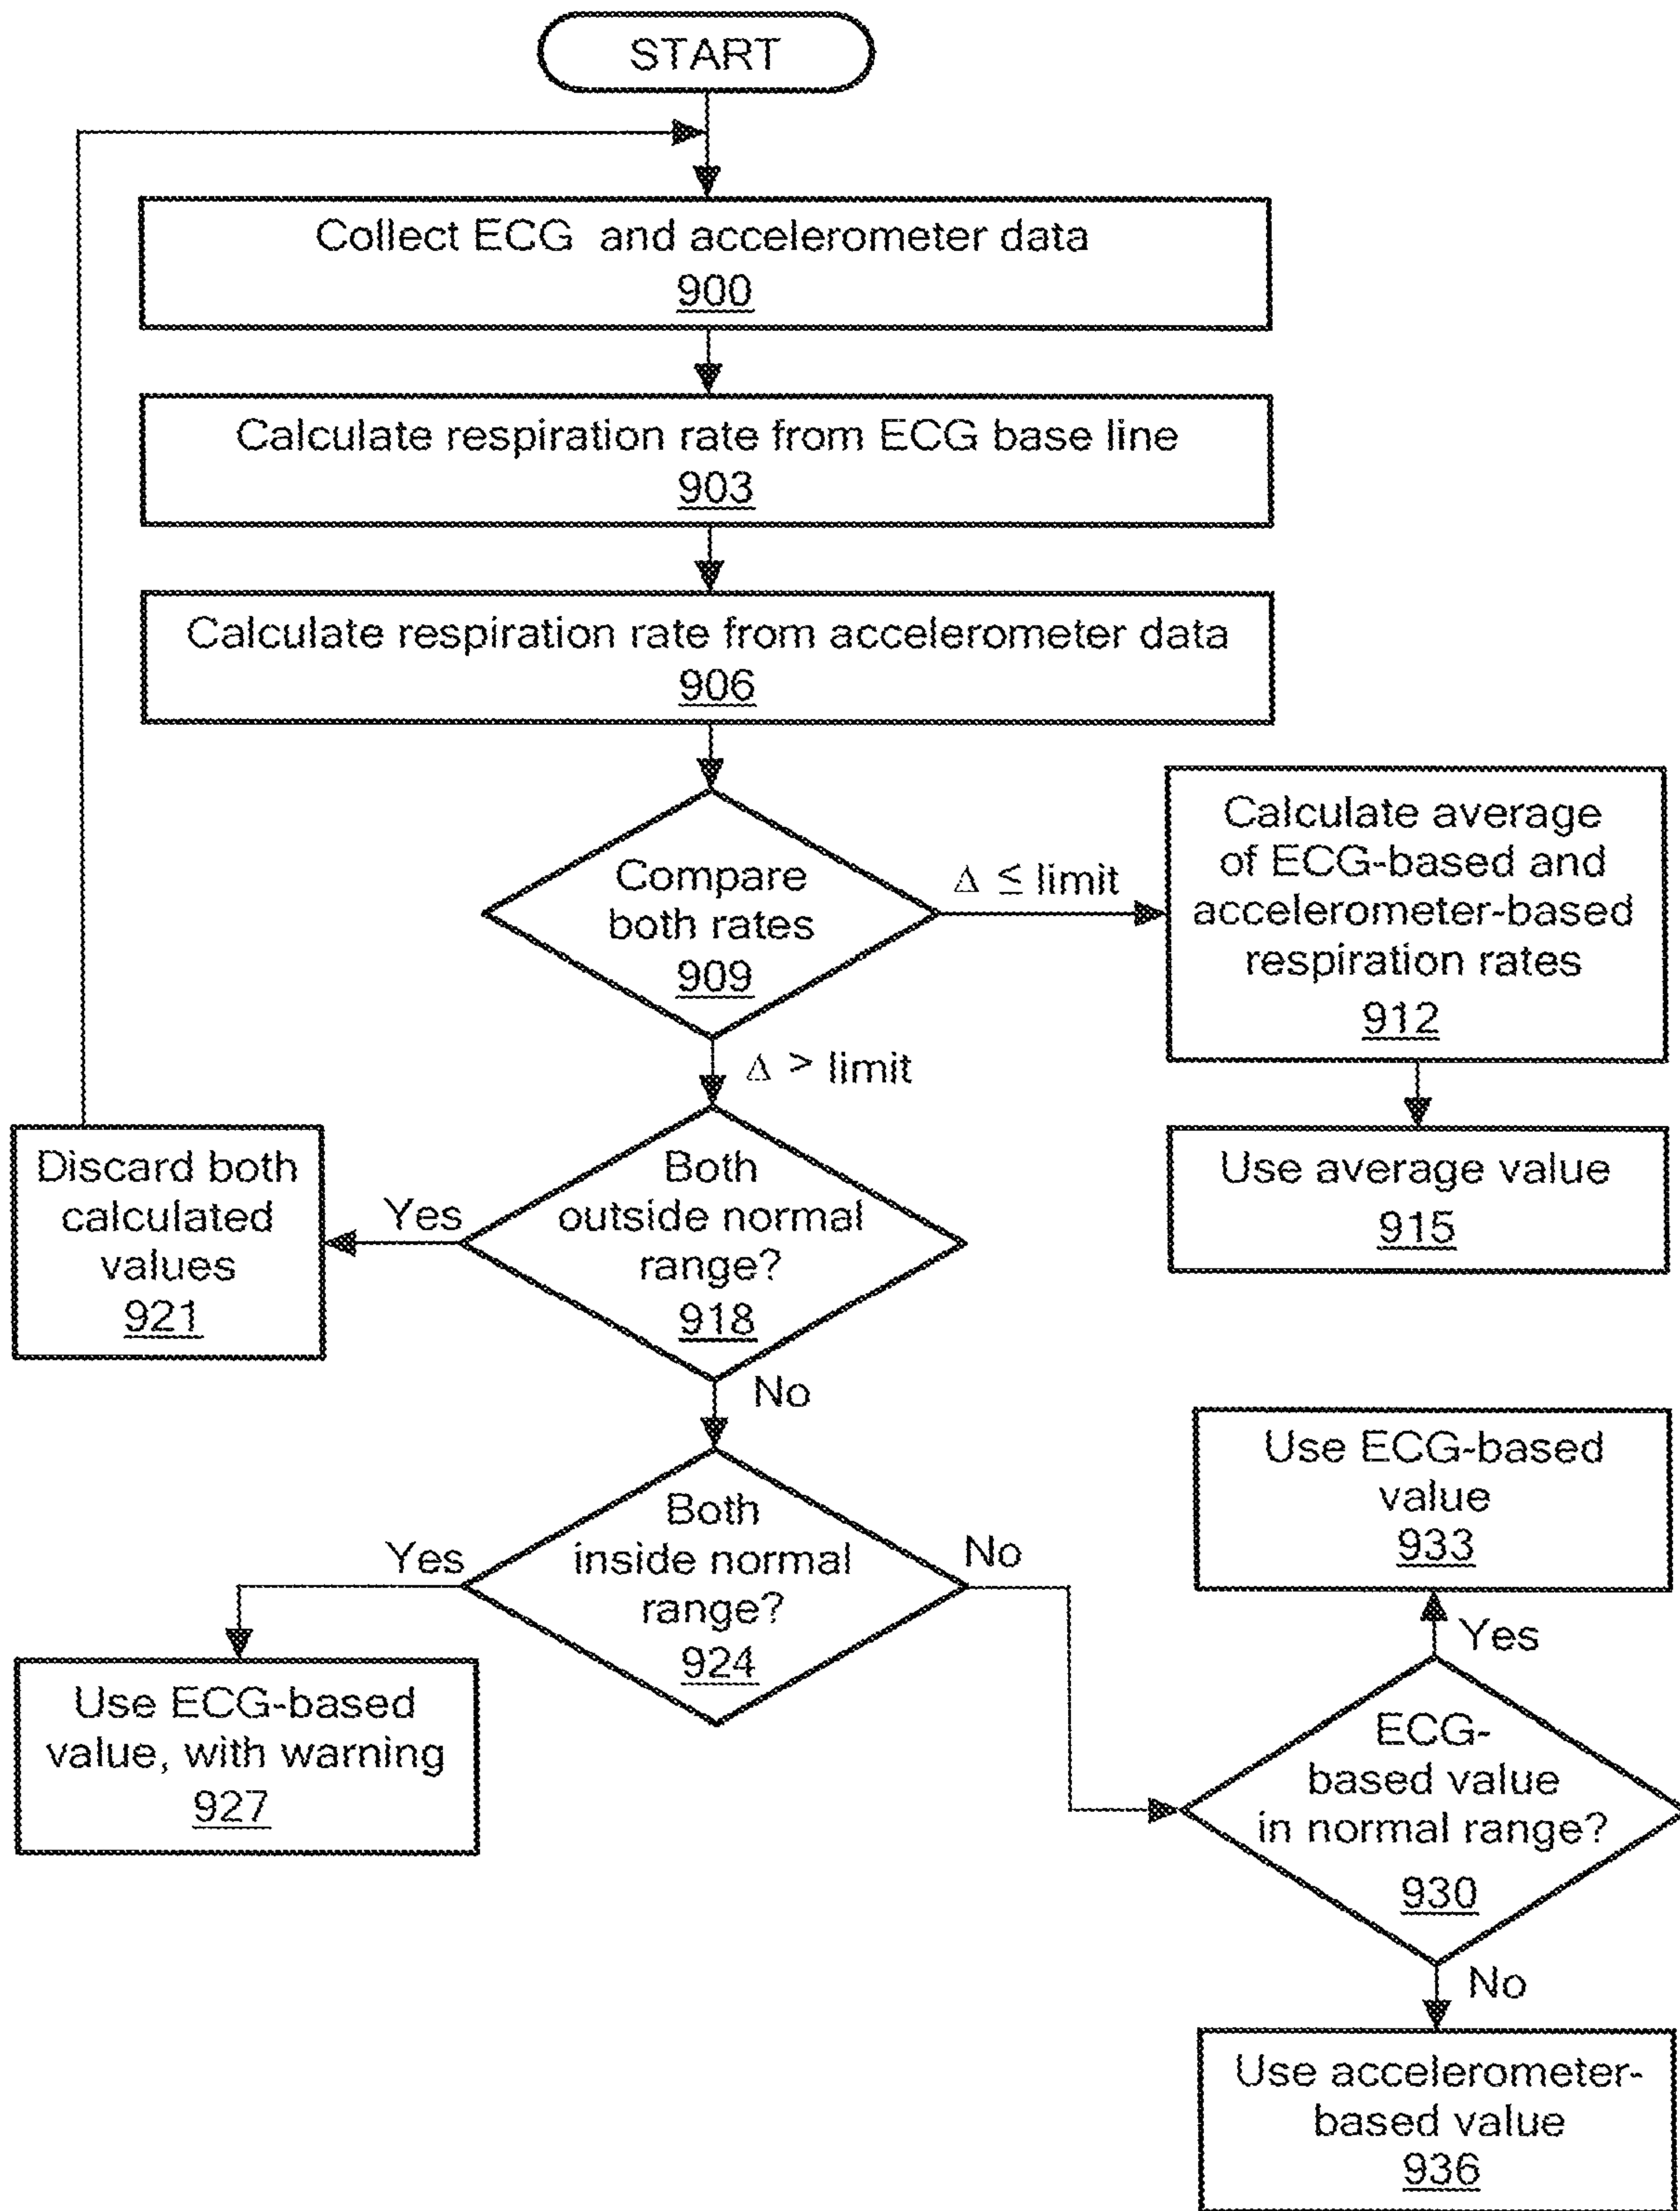 START
Collect ECG and accelerometer data
900
Calculate respiration rate from ECG base line
903
Calculate respiration rate from accelerometer data
906
Compare
both rates
909
Δ ≤ limit
Calculate average
of ECG-based and
accelerometer-based
respiration rates
912
Δ > limit
Use average value
915
Both
outside normal
range?
918
Yes
Discard both
calculated
values
921
No
Both
inside normal
range?
924
Yes
No
Use ECG-based
value, with warning
927
Use ECG-based
value
933
Yes
ECG-
based value
in normal range?
930
No
Use accelerometer-
based value
936